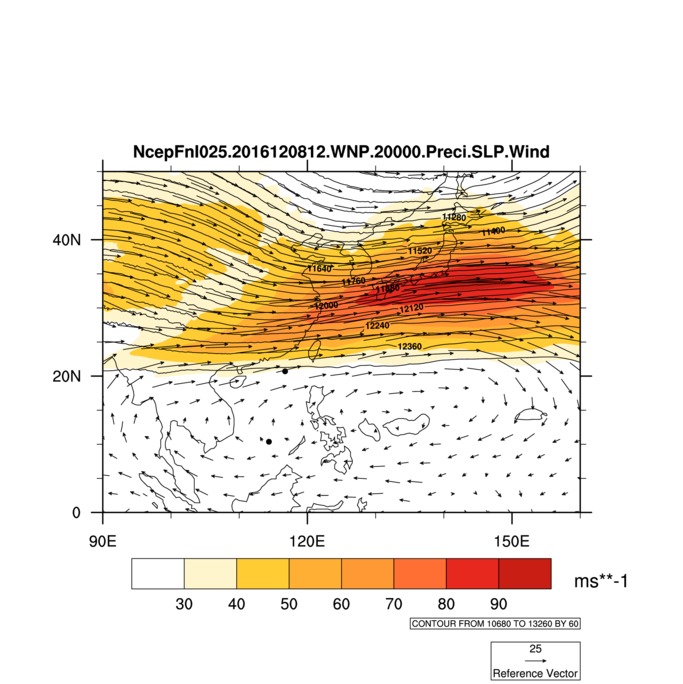 NcepFnl025.2016120812.WNP.20000.Preci.SLP.Wind
11280
11400
40N
11520
11640
11760
11880
12000
12120
12240
12360
20N
0
90E 120E 150E
ms**-1
30 40 50 60 70 80 90
CONTOUR FROM 10680 TO 13260 BY 60
25
Reference Vector